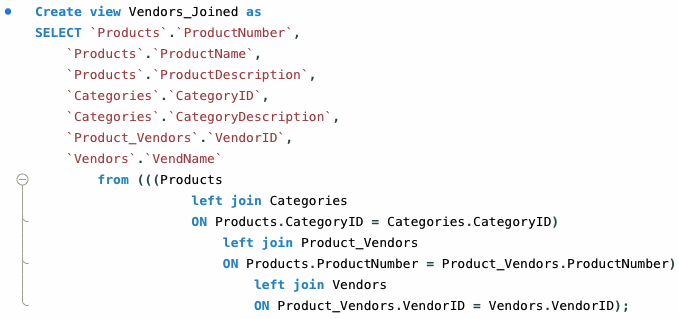 Create view Vendors_Joined as
SELECT `Products`.`ProductNumber`,
`Products`.`ProductName`,
`Products`.`ProductDescription`,
`Categories`.`CategoryID`,
`Categories`.`CategoryDescription`,
`Product_Vendors`.`VendorID`,
`Vendors`.`VendName`
from (((Products
left join Categories
ON Products.CategoryID = Categories.CategoryID)
left join Product_Vendors
ON Products.ProductNumber = Product_Vendors.ProductNumber)
left join Vendors
ON Product_Vendors.VendorID = Vendors.VendorID);